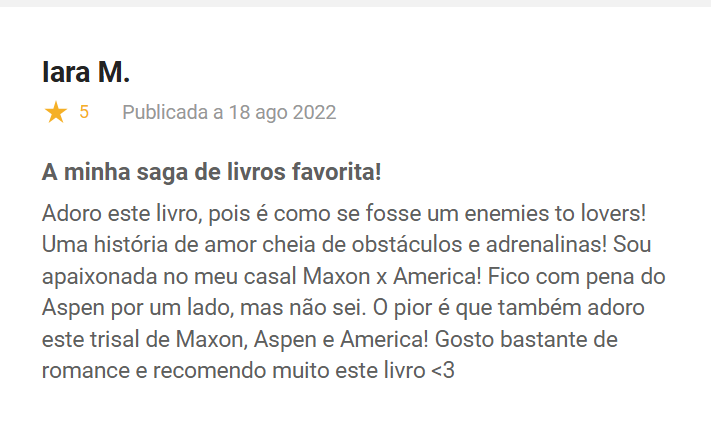 Iara M.
★ 5 Publicada a 18 ago 2022
A minha saga de livros favorita!
Adoro este livro, pois é como se fosse um enemies to lovers!
Uma história de amor cheia de obstáculos e adrenalinas! Sou
apaixonada no meu casal Maxon x America! Fico com pena do
Aspen por um lado, mas não sei. O pior é que também adoro
este trisal de Maxon, Aspen e America! Gosto bastante de
romance e recomendo muito este livro <3